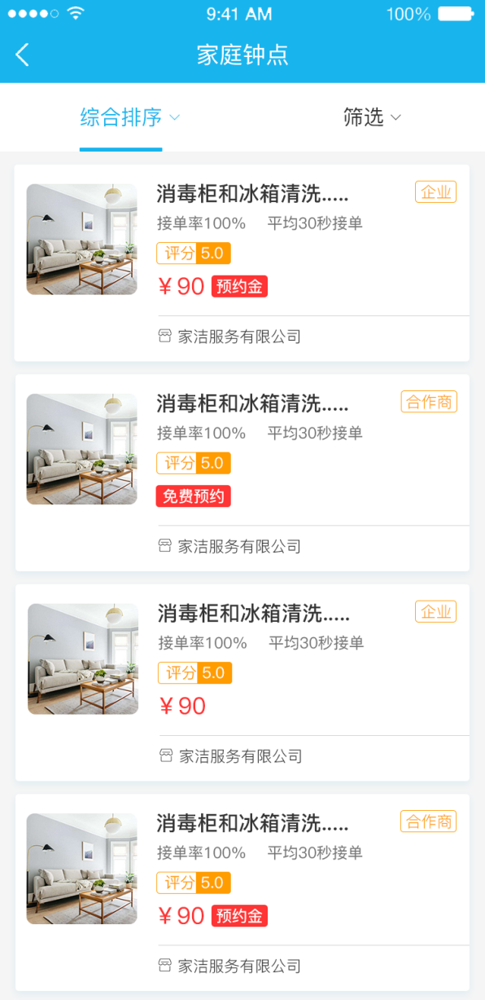 9:41 AM 100%
家庭钟点
综合排序 筛选
消毒柜和冰箱清洗..... 企业
接单率100% 平均30秒接单
评分 5.0
¥ 90 预约金
家洁服务有限公司
消毒柜和冰箱清洗..... 合作商
接单率100% 平均30秒接单
评分 5.0
免费预约
家洁服务有限公司
消毒柜和冰箱清洗..... 企业
接单率100% 平均30秒接单
评分 5.0
¥ 90
家洁服务有限公司
消毒柜和冰箱清洗..... 合作商
接单率100% 平均30秒接单
评分 5.0
¥ 90 预约金
家洁服务有限公司